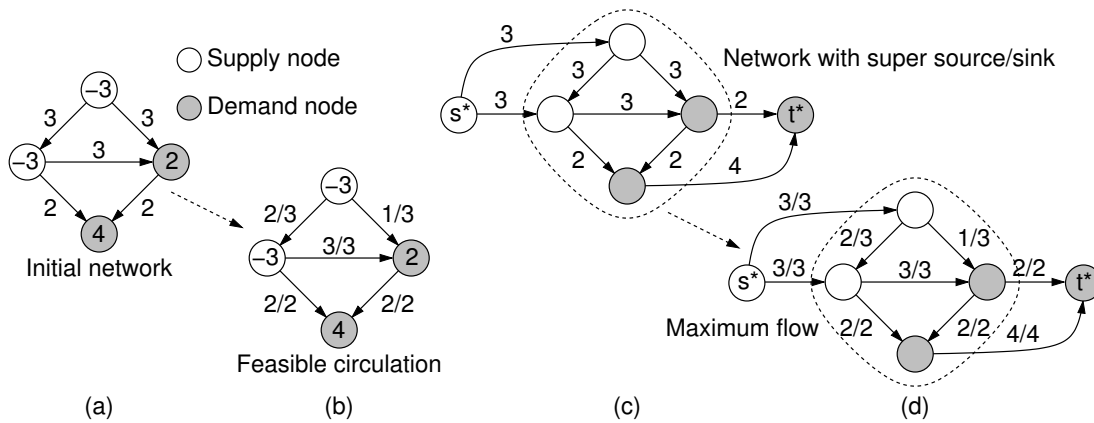 Supply node
Demand node
−3
3
3
−3
3
2
2
2
4
Initial network
(a)
−3
2/3
1/3
−3
3/3
2
2/2
2/2
4
Feasible circulation
(b)
3
Network with super source/sink
3
3
s*
3
3
2
t*
2
2
4
(c)
3/3
2/3
1/3
s*
3/3
3/3
2/2
t*
Maximum flow
2/2
2/2
4/4
(d)